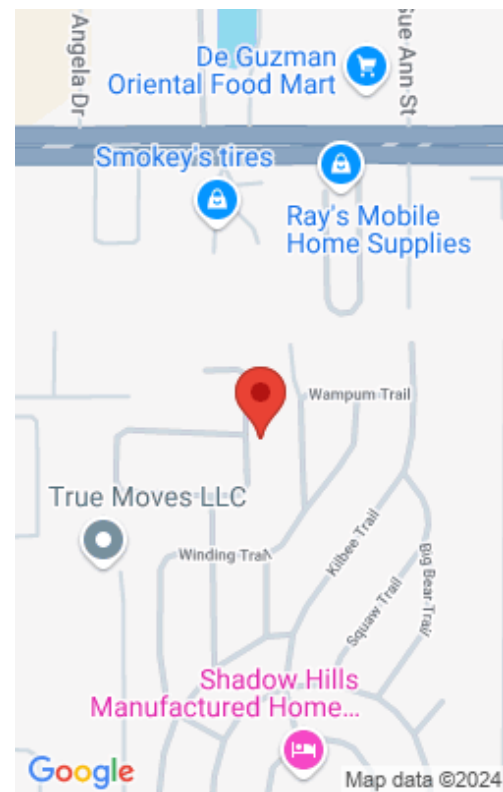 Angela Dr
De Guzman
Oriental Food Mart
Sue Ann St
Smokey's tires
Ray's Mobile
Home Supplies
Wampum Trail
True Moves LLC
Winding Trail
Kilbee Trail
Squaw Trail
Big Bear Trail
Shadow Hills
Manufactured Home...
Google
Map data ©2024